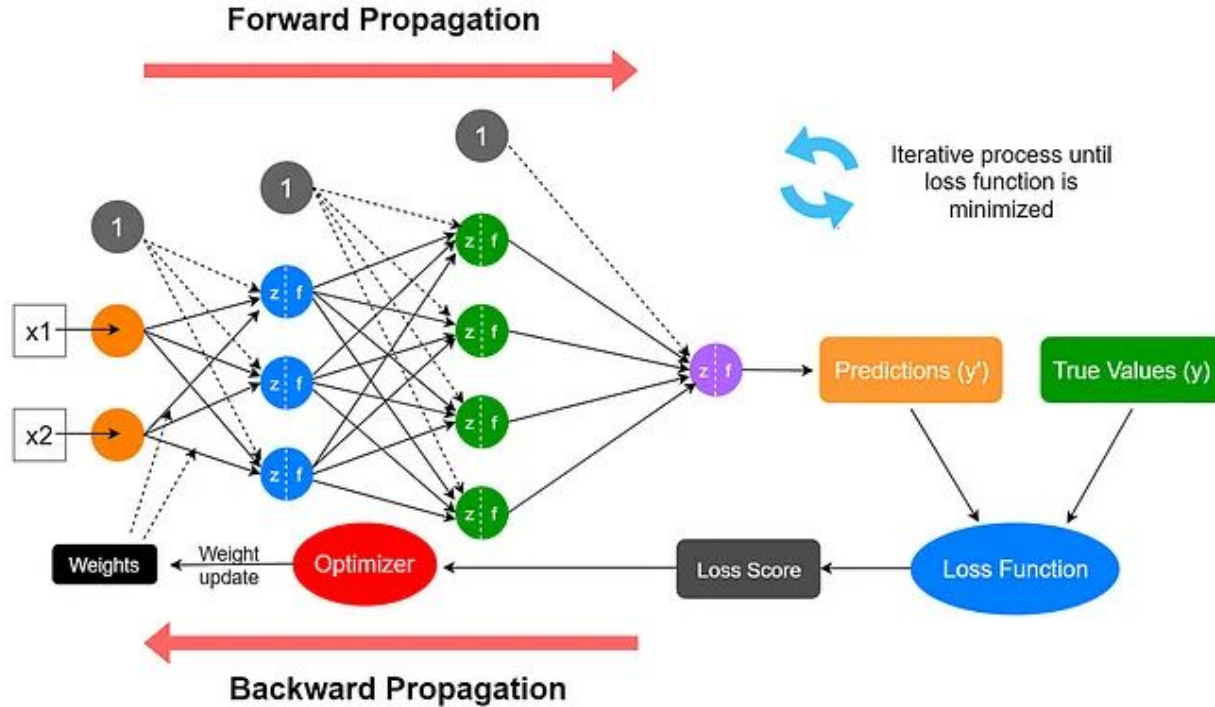 Forward Propagation
1
1
1
Iterative process until
loss function is
minimized
z f
z f
x1
z f
Predictions (y')
True Values (y)
z f
z f
x2
z f
z f
z f
Weights
Weight
update
Optimizer
Loss Score
Loss Function
Backward Propagation